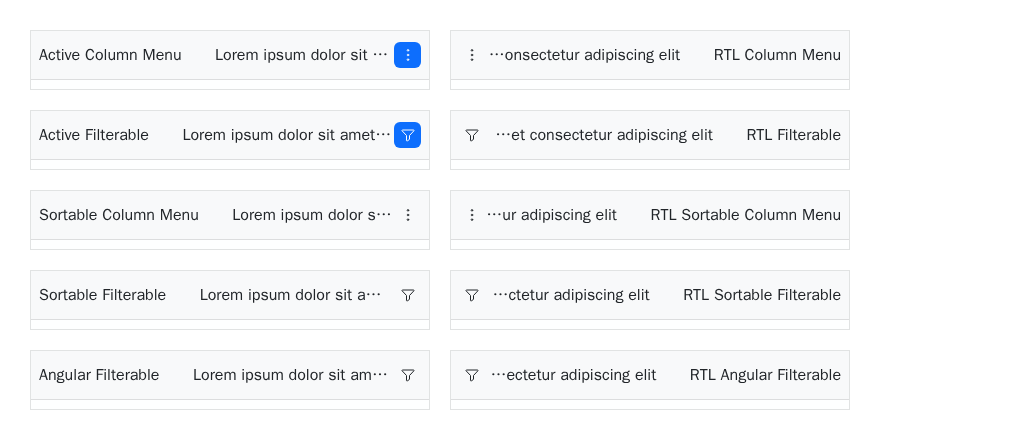 Active Column Menu Lorem ipsum dolor sit ···
···onsectetur adipiscing elit RTL Column Menu
Active Filterable Lorem ipsum dolor sit amet···
···et consectetur adipiscing elit RTL Filterable
Sortable Column Menu Lorem ipsum dolor s···
···ur adipiscing elit RTL Sortable Column Menu
Sortable Filterable Lorem ipsum dolor sit a···
···ctetur adipiscing elit RTL Sortable Filterable
Angular Filterable Lorem ipsum dolor sit am···
···ectetur adipiscing elit RTL Angular Filterable